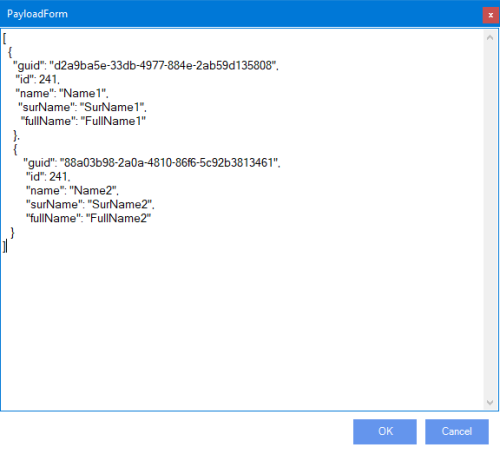 PayloadForm
x
[
{
"guid": "d2a9ba5e-33db-4977-884e-2ab59d135808",
"id": 241,
"name": "Name1",
"surName": "SurName1",
"fullName": "FullName1"
},
{
"guid": "88a03b98-2a0a-4810-86f6-5c92b3813461",
"id": 241,
"name": "Name2",
"surName": "SurName2",
"fullName": "FullName2"
}
]
OK Cancel